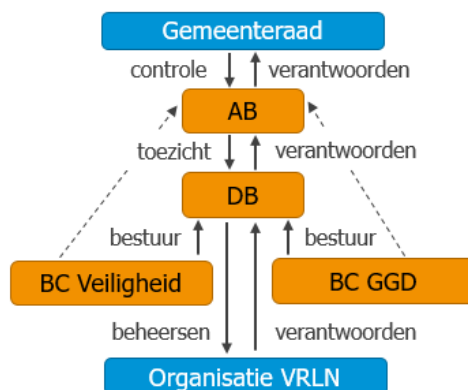 Gemeenteraad
controle verantwoorden
AB
toezicht verantwoorden
DB
bestuur bestuur
BC Veiligheid BC GGD
beheersen verantwoorden
Organisatie VRLN